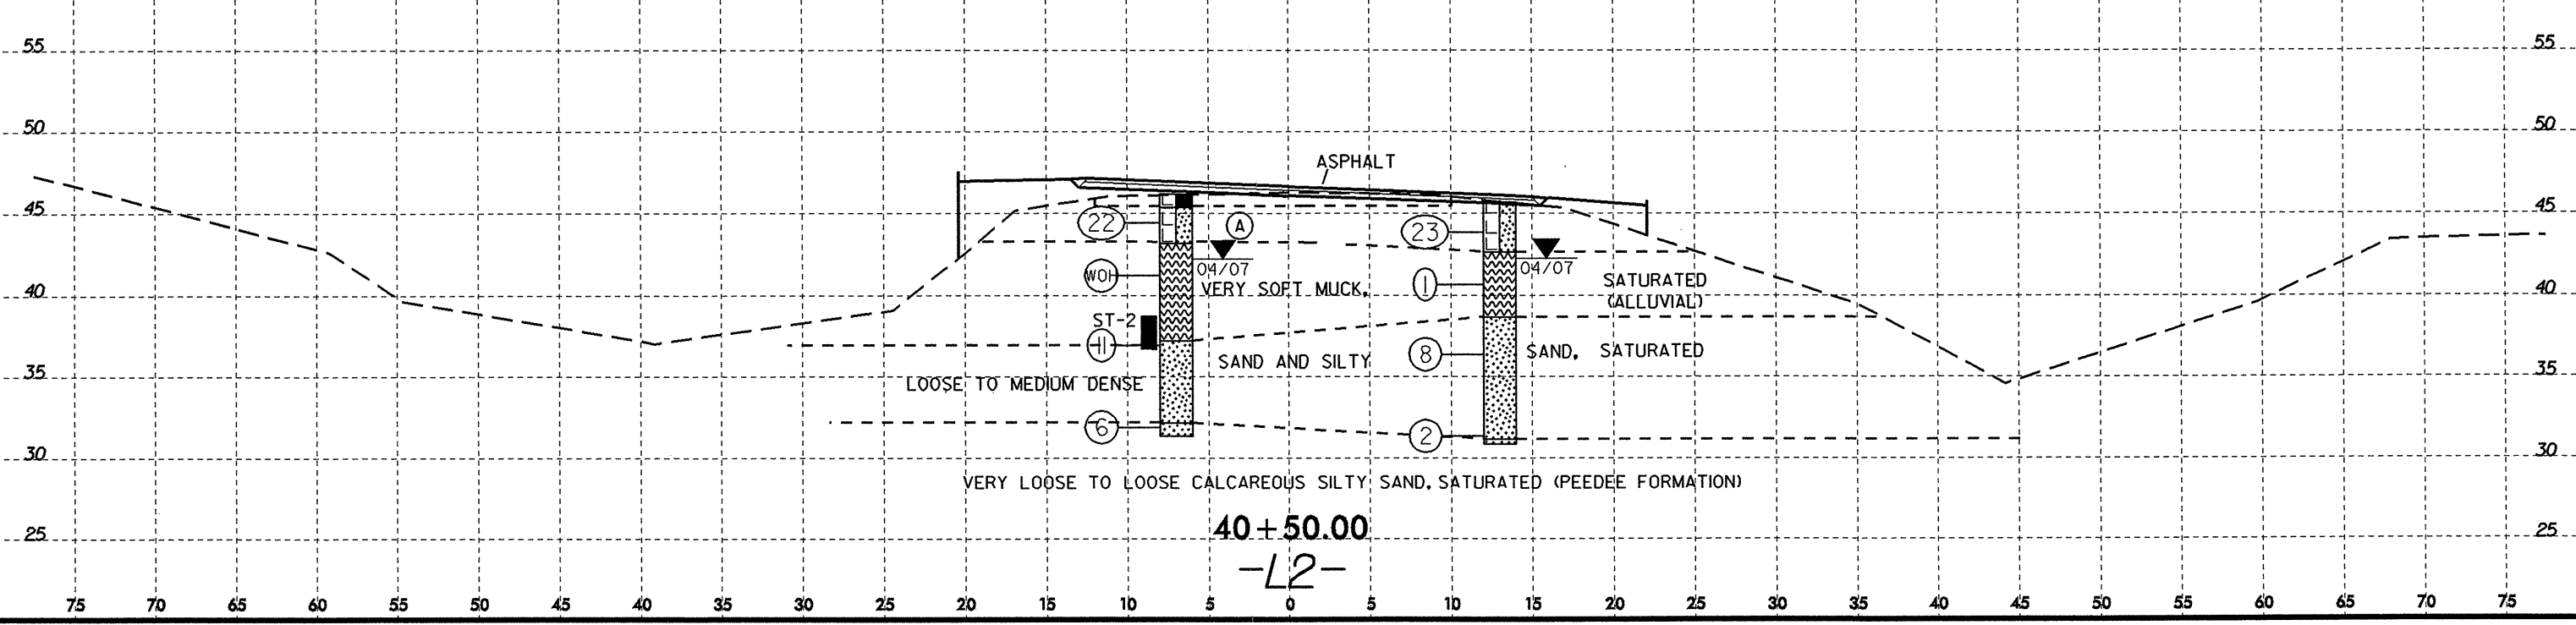 55 55
50 50
ASPHALT
45 45
22 A 23
04/07 04/07
WOH 1 SATURATED
40 VERY SOFT MUCK, (ALLUVIAL) 40
ST-2
11 SAND AND SILTY 8 SAND, SATURATED
35 35
LOOSE TO MEDIUM DENSE
6 2
30 30
VERY LOOSE TO LOOSE CALCAREOUS SILTY SAND, SATURATED (PEEDEE FORMATION)
40+50.00
25 25
-L2-
75 70 65 60 55 50 45 40 35 30 25 20 15 10 5 0 5 10 15 20 25 30 35 40 45 50 55 60 65 70 75